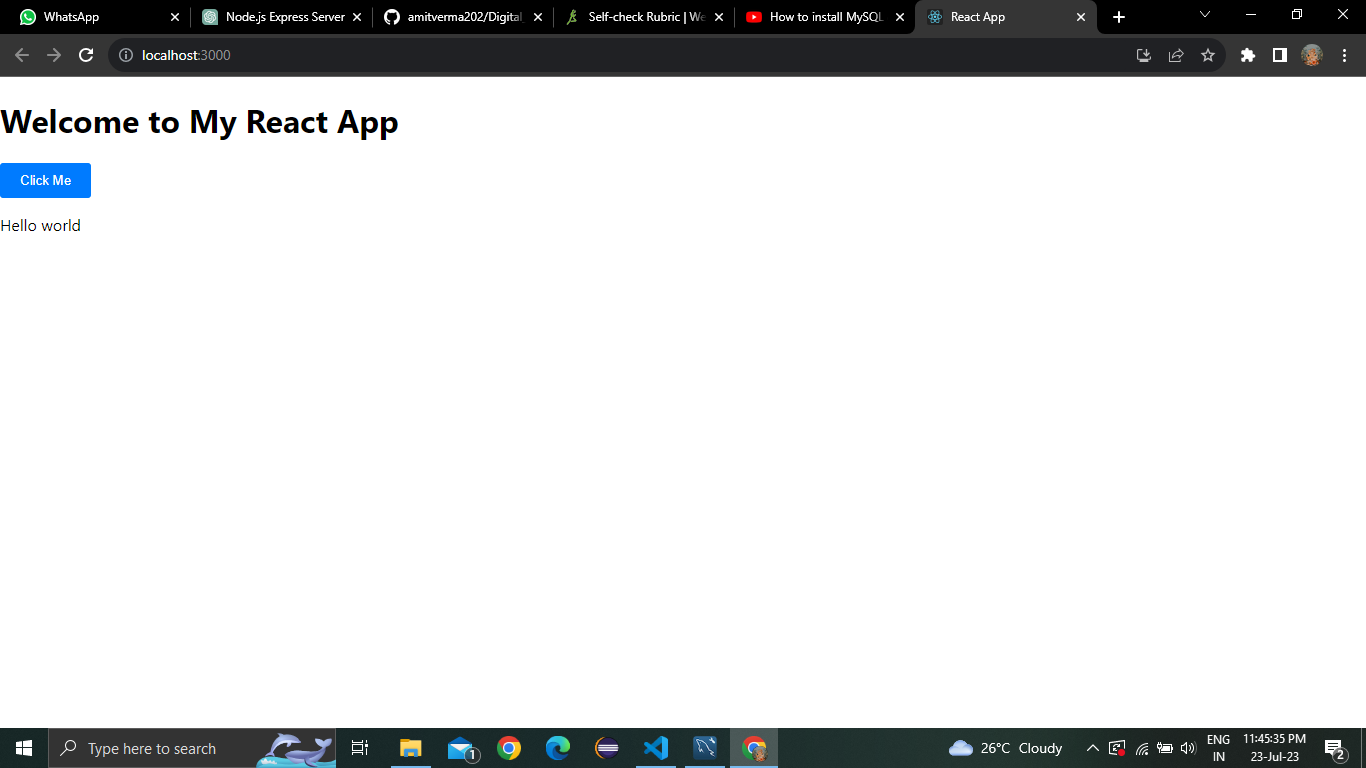 WhatsApp
Node.js Express Server
amitverma202/Digital
Self-check Rubric | We
How to install MySQL
React App
localhost:3000
Welcome to My React App
Click Me
Hello world
Type here to search
1
26°C Cloudy
ENG
IN
11:45:35 PM
23-Jul-23
2